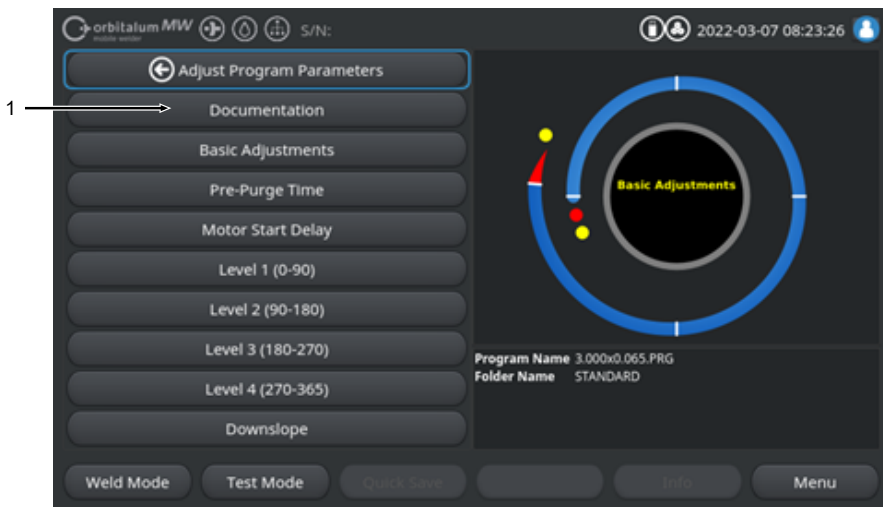 orbitalum MW S/N: 2022-03-07 08:23:26
mobile welder
Adjust Program Parameters
1
Documentation
Basic Adjustments
Pre-Purge Time
Motor Start Delay
Level 1 (0-90)
Level 2 (90-180)
Level 3 (180-270)
Level 4 (270-365)
Downslope
Basic Adjustments
Program Name 3.000x0.065.PRG
Folder Name STANDARD
Weld Mode
Test Mode
Quick Save
Info
Menu